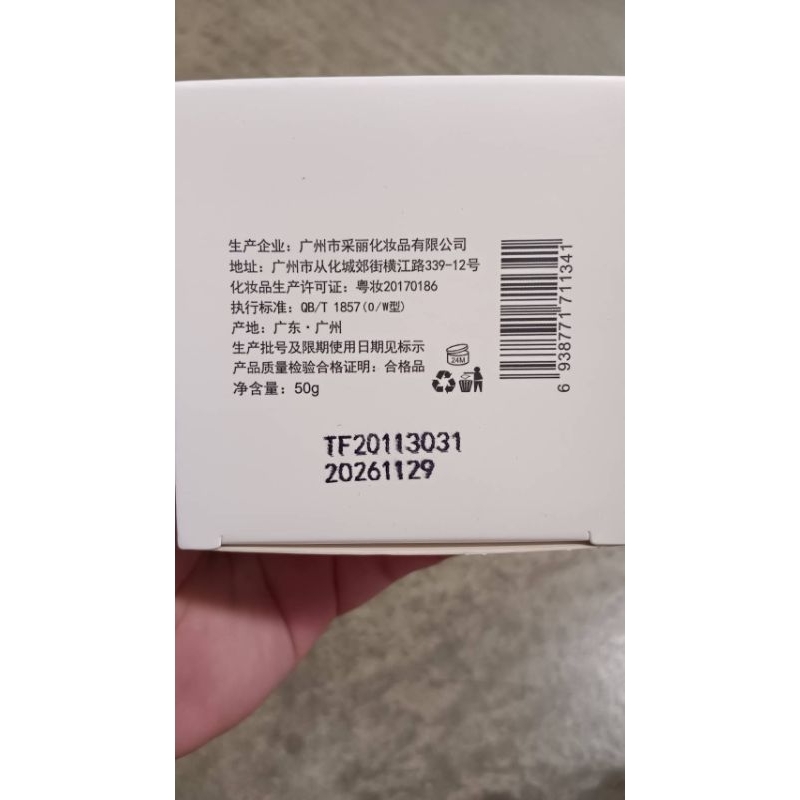 生产企业：广州市采丽化妆品有限公司
地址：广州市从化城郊街横江路339-12号
化妆品生产许可证：粤妆20170186
执行标准：QB/T 1857(O/W型)
产地：广东·广州
生产批号及限期使用日期见标示
产品质量检验合格证明：合格品
净含量：50g
24M
6 938771 711341
TF20113031
20261129